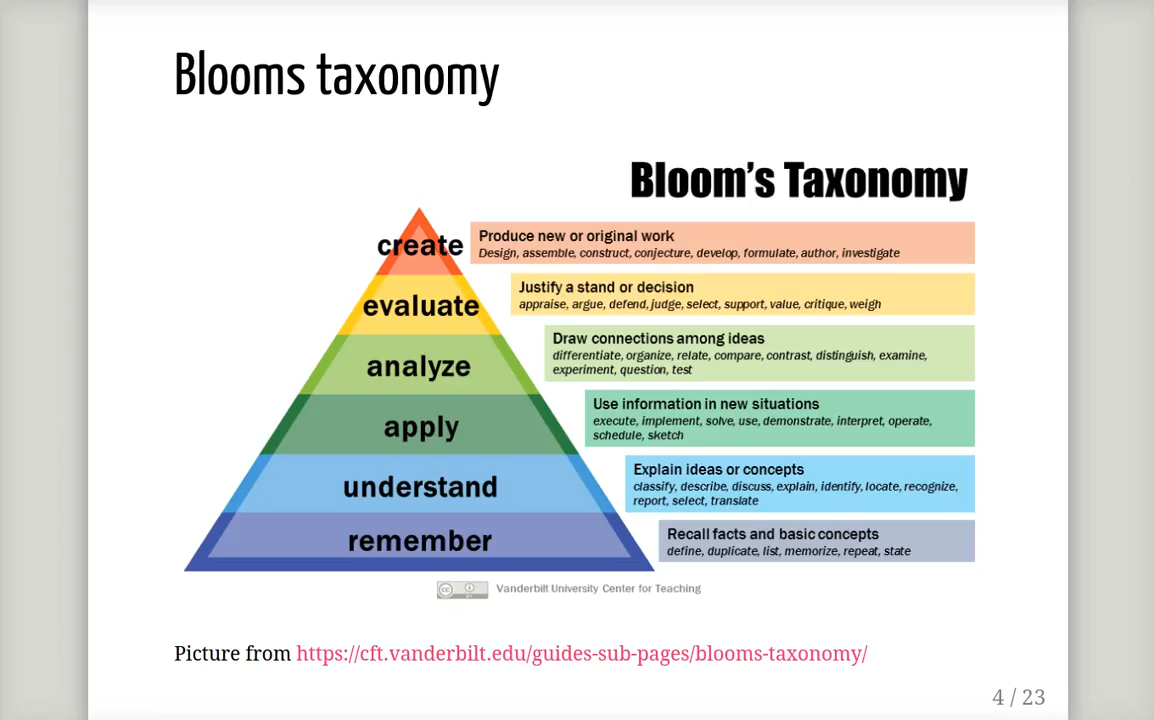 Blooms taxonomy
Bloom's Taxonomy
create
Produce new or original work
Design, assemble, construct, conjecture, develop, formulate, author, investigate
evaluate
Justify a stand or decision
appraise, argue, defend, judge, select, support, value, critique, weigh
analyze
Draw connections among ideas
differentiate, organize, relate, compare, contrast, distinguish, examine,
experiment, question, test
apply
Use information in new situations
execute, implement, solve, use, demonstrate, interpret, operate,
schedule, sketch
understand
Explain ideas or concepts
classify, describe, discuss, explain, identify, locate, recognize,
report, select, translate
remember
Recall facts and basic concepts
define, duplicate, list, memorize, repeat, state
Vanderbilt University Center for Teaching
Picture from https://cft.vanderbilt.edu/guides-sub-pages/blooms-taxonomy/
4 / 23